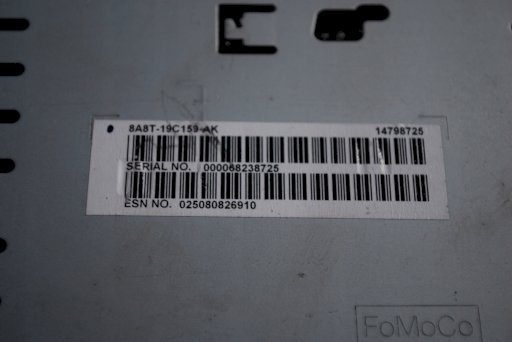 8A8T-19C159-AK 14798725
SERIAL NO. 000068238725
ESN NO. 025080826910
FoMoCo